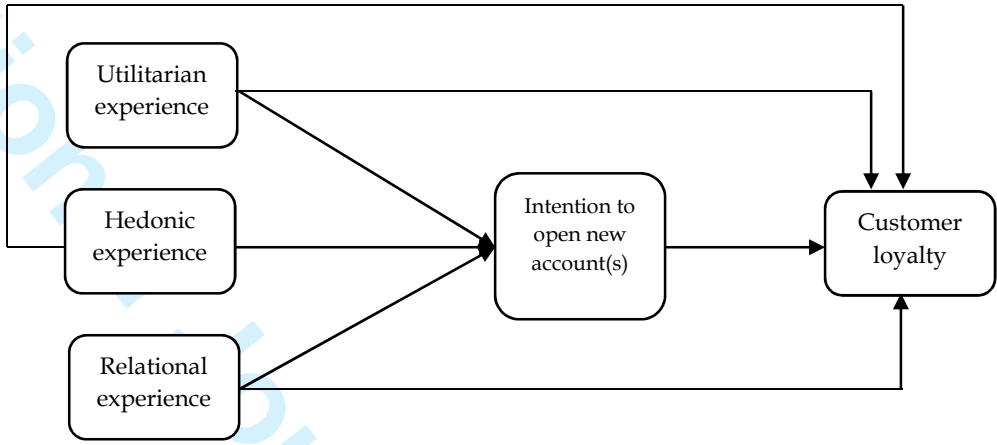 Utilitarian
experience
Hedonic
experience
Relational
experience
Intention to
open new
account(s)
Customer
loyalty